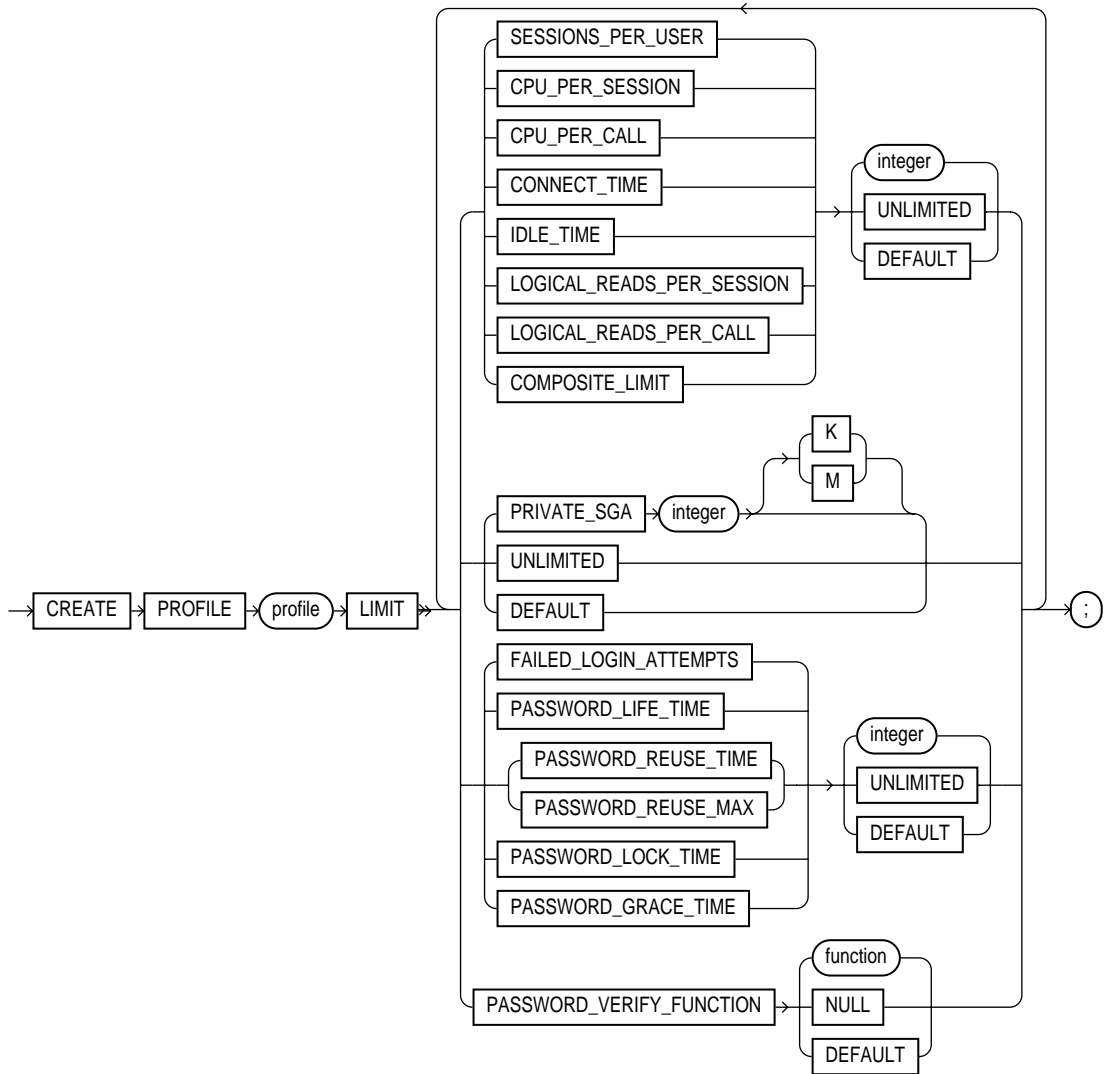 SESSIONS_PER_USER
CPU_PER_SESSION
CPU_PER_CALL
CONNECT_TIME
IDLE_TIME
LOGICAL_READS_PER_SESSION
LOGICAL_READS_PER_CALL
COMPOSITE_LIMIT
integer
UNLIMITED
DEFAULT
K
M
PRIVATE_SGA integer
UNLIMITED
DEFAULT
CREATE PROFILE profile LIMIT ;
FAILED_LOGIN_ATTEMPTS
PASSWORD_LIFE_TIME
PASSWORD_REUSE_TIME
PASSWORD_REUSE_MAX
PASSWORD_LOCK_TIME
PASSWORD_GRACE_TIME
integer
UNLIMITED
DEFAULT
PASSWORD_VERIFY_FUNCTION
function
NULL
DEFAULT